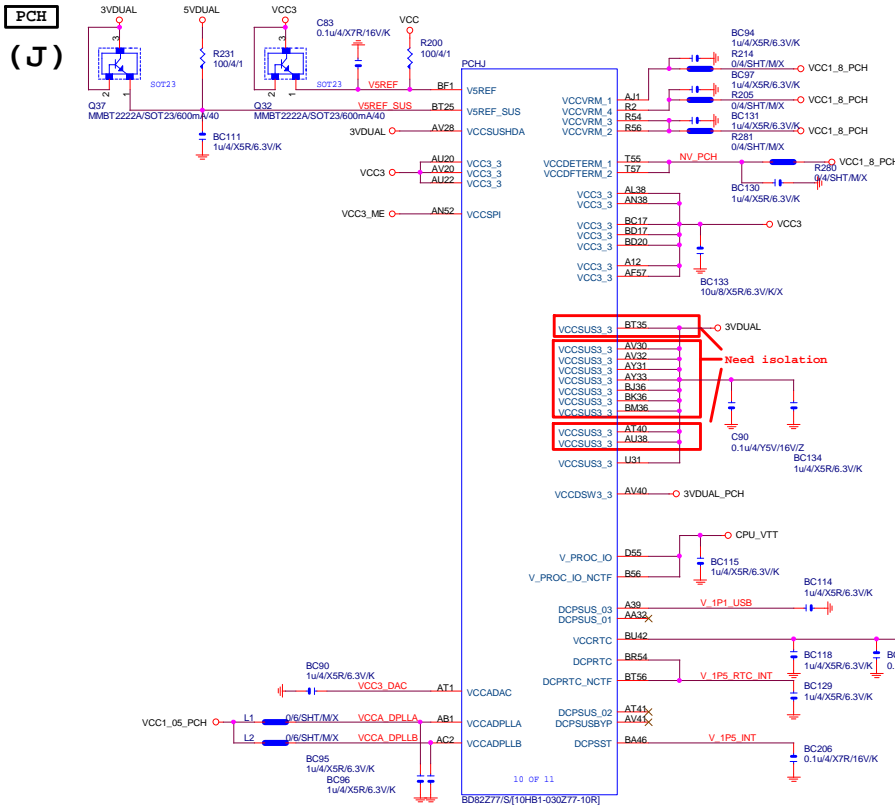 PCH
(J)
3VDUAL
5VDUAL
VCC3
C83
0.1u/4/X7R/16V/K
VCC
R231
100/4/1
R200
100/4/1
SOT23
SOT23
3
2
1
3
2
1
Q37
MMBT2222A/SOT23/600mA/40
Q32
MMBT2222A/SOT23/600mA/40
V5REF
BF1
V5REF
V5REF_SUS
BT25
V5REF_SUS
BC111
1u/4/X5R/6.3V/K
3VDUAL
AV28
VCCSUSHDA
VCC3
AU20
VCC3_3
AV20
VCC3_3
AU22
VCC3_3
VCC3_ME
AN52
VCCSPI
BC90
1u/4/X5R/6.3V/K
VCC3_DAC
AT1
VCCADAC
VCC1_05_PCH
L1
0/6/SHT/M/X
VCCA_DPLLA
AB1
VCCADPLLA
L2
0/6/SHT/M/X
VCCA_DPLLB
AC2
VCCADPLLB
BC95
1u/4/X5R/6.3V/K
BC96
1u/4/X5R/6.3V/K
PCHJ
VCCVRM_1
AJ1
VCCVRM_4
R2
VCCVRM_3
R54
VCCVRM_2
R56
BC94
1u/4/X5R/6.3V/K
R214
0/4/SHT/M/X
VCC1_8_PCH
BC97
1u/4/X5R/6.3V/K
R205
0/4/SHT/M/X
VCC1_8_PCH
BC131
1u/4/X5R/6.3V/K
R281
0/4/SHT/M/X
VCC1_8_PCH
VCCDFTERM_1
T55
VCCDFTERM_2
T57
NV_PCH
VCC1_8_PCH
R280
0/4/SHT/M/X
BC130
1u/4/X5R/6.3V/K
VCC3_3
AL38
VCC3_3
AN38
VCC3_3
BC17
VCC3_3
BD17
VCC3_3
BD20
VCC3_3
A12
VCC3_3
AF57
VCC3
BC133
10u/8/X5R/6.3V/K/X
VCCSUS3_3
BT35
3VDUAL
VCCSUS3_3
AV30
VCCSUS3_3
AV32
VCCSUS3_3
AY31
VCCSUS3_3
AY33
VCCSUS3_3
BJ36
VCCSUS3_3
BK36
VCCSUS3_3
BM36
Need isolation
VCCSUS3_3
AT40
VCCSUS3_3
AU38
VCCSUS3_3
U31
C90
0.1u/4/Y5V/16V/Z
BC134
1u/4/X5R/6.3V/K
VCCDSW3_3
AV40
3VDUAL_PCH
V_PROC_IO
D55
V_PROC_IO_NCTF
B56
CPU_VTT
BC115
1u/4/X5R/6.3V/K
DCPSUS_03
A39
V_1P1_USB
BC114
1u/4/X5R/6.3V/K
DCPSUS_01
AA32
VCCRTC
BU42
DCPRTC
BR54
DCPRTC_NCTF
BT56
V_1P5_RTC_INT
BC118
1u/4/X5R/6.3V/K
BC129
1u/4/X5R/6.3V/K
DCPSUS_02
AT41
DCPSUSBYP
AV41
DCPSST
BA46
V_1P5_INT
BC206
0.1u/4/X7R/16V/K
10 OF 11
BD82Z77/S/[10HB1-030Z77-10R]